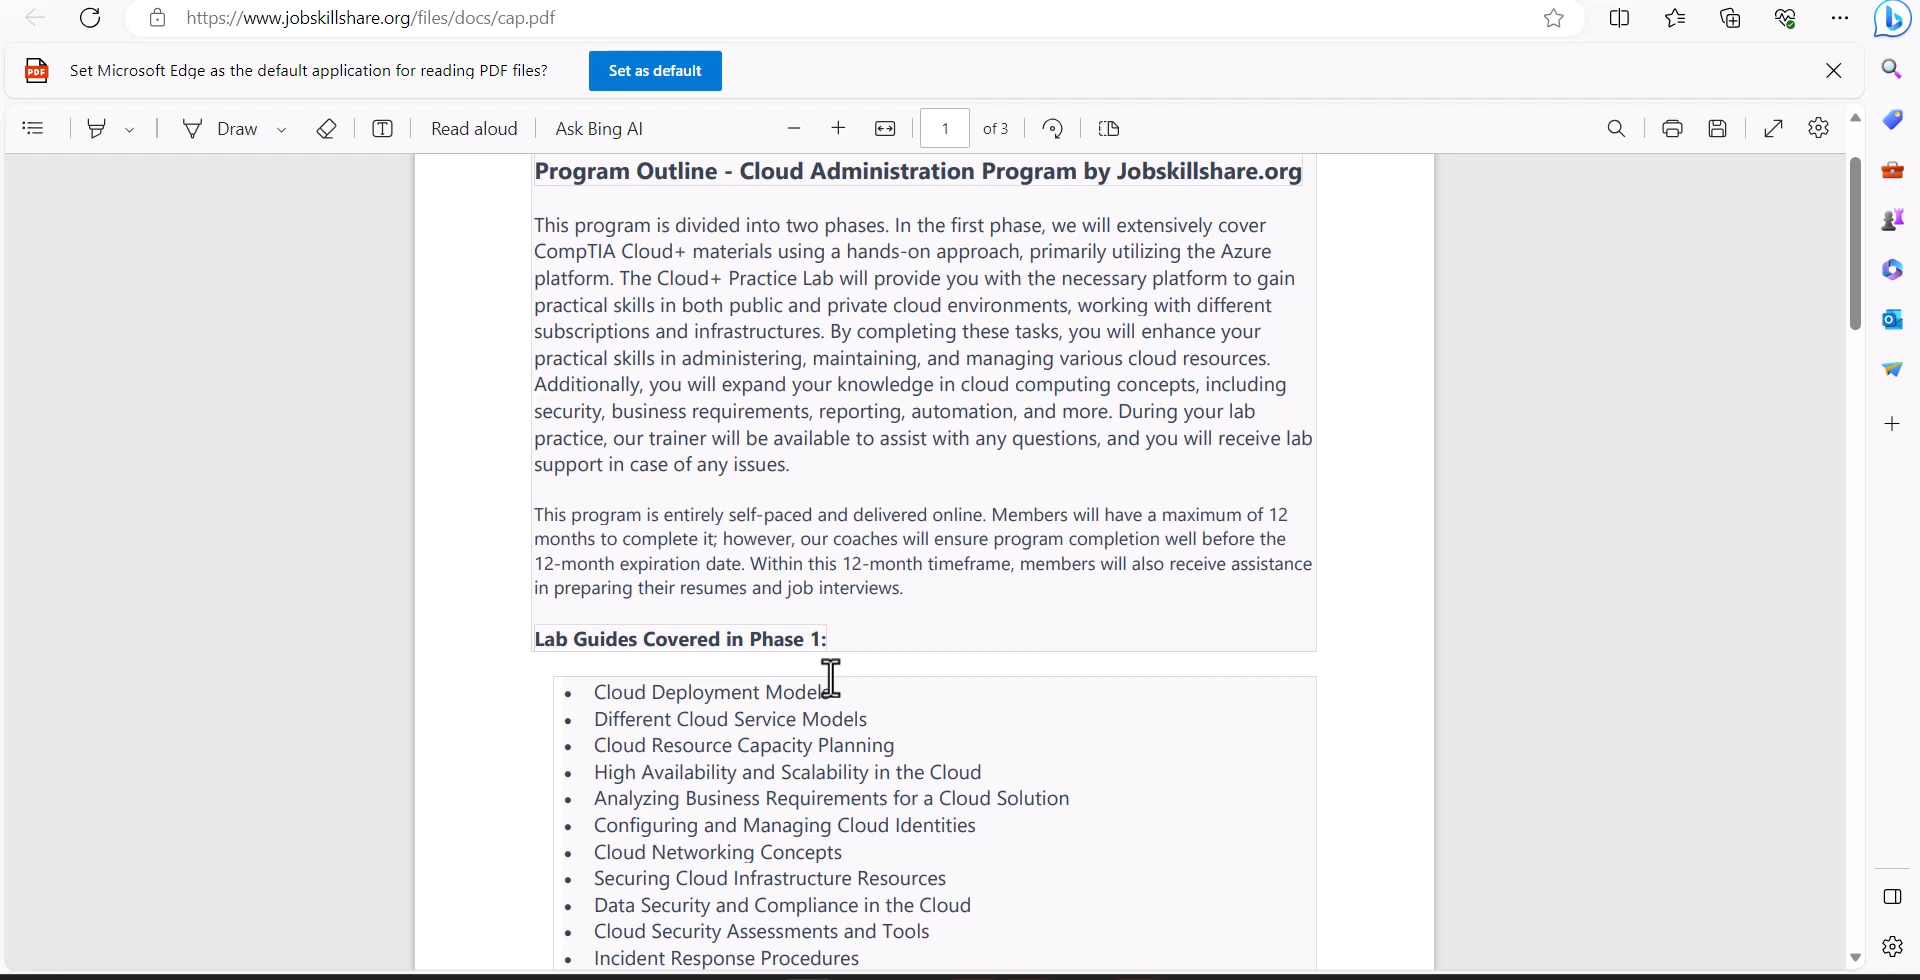 https://www.jobskillshare.org/files/docs/cap.pdf
Set Microsoft Edge as the default application for reading PDF files?
Set as default
Draw
Read aloud
Ask Bing AI
1
of 3
Program Outline - Cloud Administration Program by Jobskillshare.org
This program is divided into two phases. In the first phase, we will extensively cover
CompTIA Cloud+ materials using a hands-on approach, primarily utilizing the Azure
platform. The Cloud+ Practice Lab will provide you with the necessary platform to gain
practical skills in both public and private cloud environments, working with different
subscriptions and infrastructures. By completing these tasks, you will enhance your
practical skills in administering, maintaining, and managing various cloud resources.
Additionally, you will expand your knowledge in cloud computing concepts, including
security, business requirements, reporting, automation, and more. During your lab
practice, our trainer will be available to assist with any questions, and you will receive lab
support in case of any issues.
This program is entirely self-paced and delivered online. Members will have a maximum of 12
months to complete it; however, our coaches will ensure program completion well before the
12-month expiration date. Within this 12-month timeframe, members will also receive assistance
in preparing their resumes and job interviews.
Lab Guides Covered in Phase 1:
• Cloud Deployment Models
• Different Cloud Service Models
• Cloud Resource Capacity Planning
• High Availability and Scalability in the Cloud
• Analyzing Business Requirements for a Cloud Solution
• Configuring and Managing Cloud Identities
• Cloud Networking Concepts
• Securing Cloud Infrastructure Resources
• Data Security and Compliance in the Cloud
• Cloud Security Assessments and Tools
• Incident Response Procedures